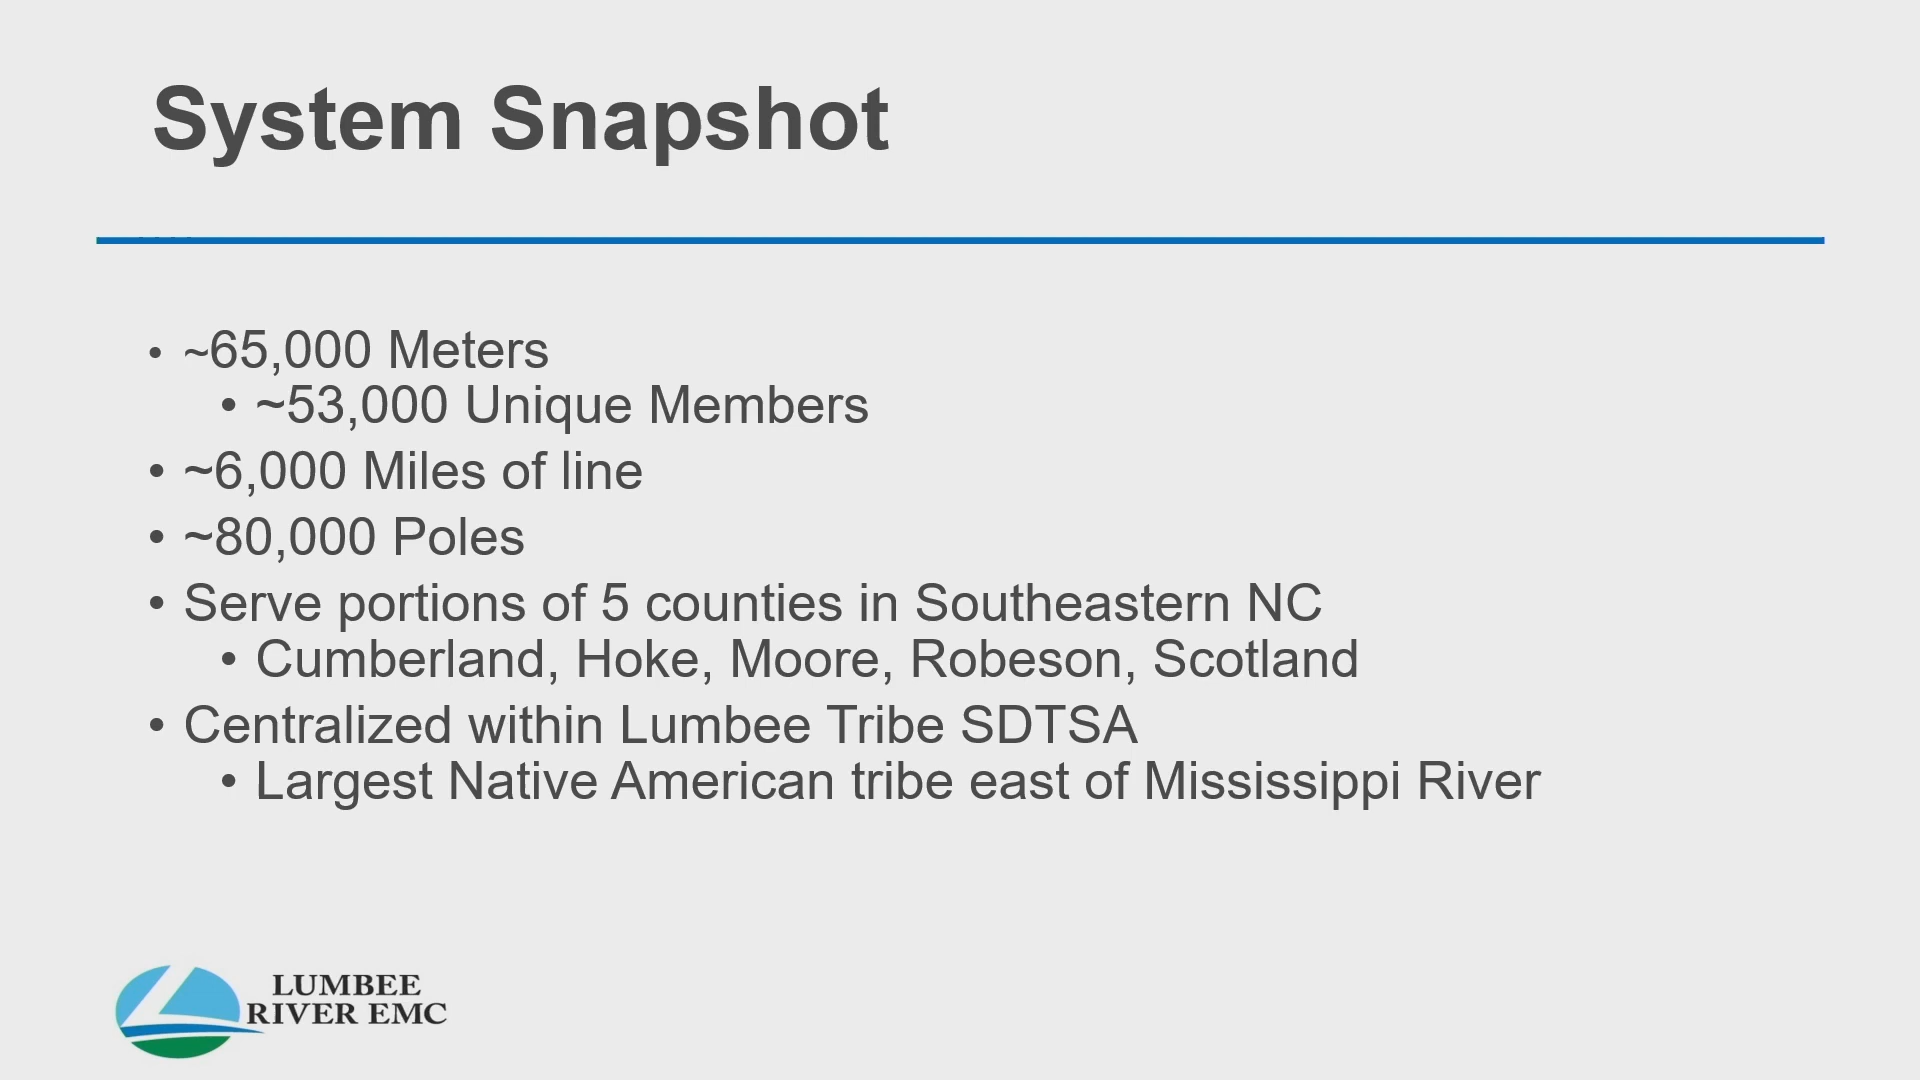 System Snapshot
• ~65,000 Meters
• ~53,000 Unique Members
• ~6,000 Miles of line
• ~80,000 Poles
• Serve portions of 5 counties in Southeastern NC
• Cumberland, Hoke, Moore, Robeson, Scotland
• Centralized within Lumbee Tribe SDTSA
• Largest Native American tribe east of Mississippi River
LUMBEE
RIVER EMC